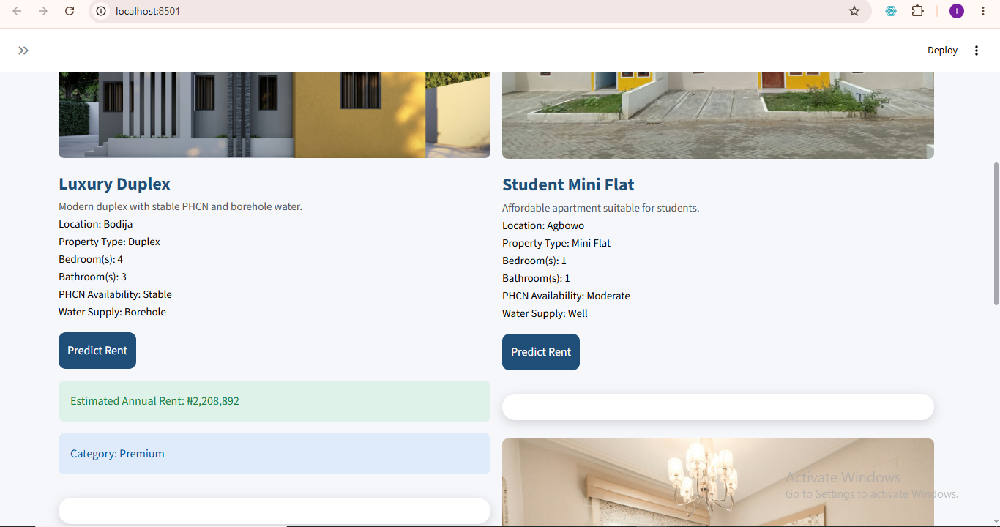 localhost:8501
I
Deploy
Luxury Duplex
Modern duplex with stable PHCN and borehole water.
Location: Bodija
Property Type: Duplex
Bedroom(s): 4
Bathroom(s): 3
PHCN Availability: Stable
Water Supply: Borehole
Predict Rent
Estimated Annual Rent: ₦2,208,892
Category: Premium
Student Mini Flat
Affordable apartment suitable for students.
Location: Agbowo
Property Type: Mini Flat
Bedroom(s): 1
Bathroom(s): 1
PHCN Availability: Moderate
Water Supply: Well
Predict Rent
Activate Windows
Go to Settings to activate Windows.